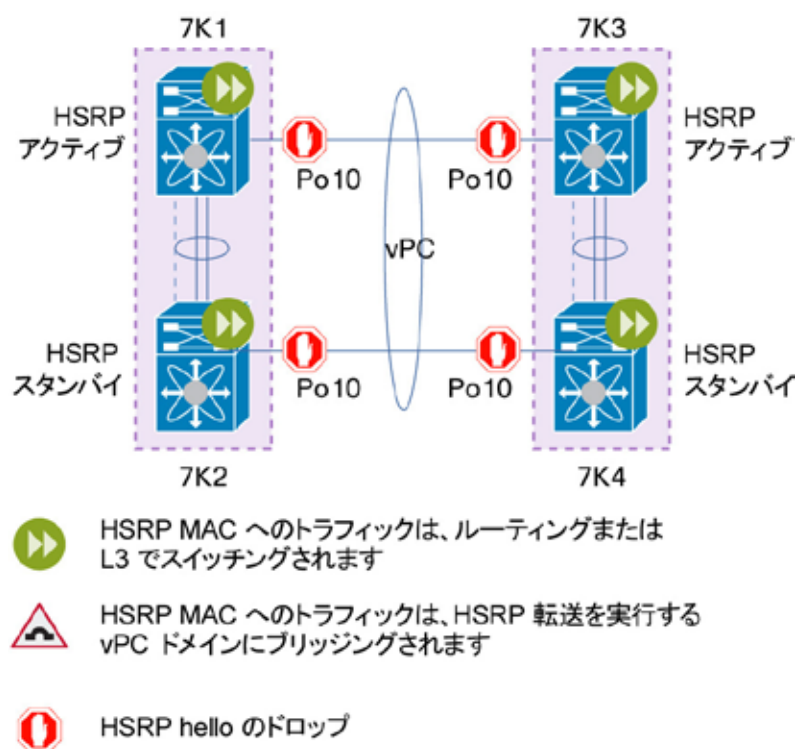 7K1
7K3
HSRP
アクティブ
HSRP
アクティブ
Po10
Po10
vPC
HSRP
スタンバイ
HSRP
スタンバイ
Po10
Po10
7K2
7K4
HSRP MAC へのトラフィックは、ルーティングまたは
L3 でスイッチングされます
HSRP MAC へのトラフィックは、HSRP 転送を実行する
vPC ドメインにブリッジングされます
HSRP hello のドロップ